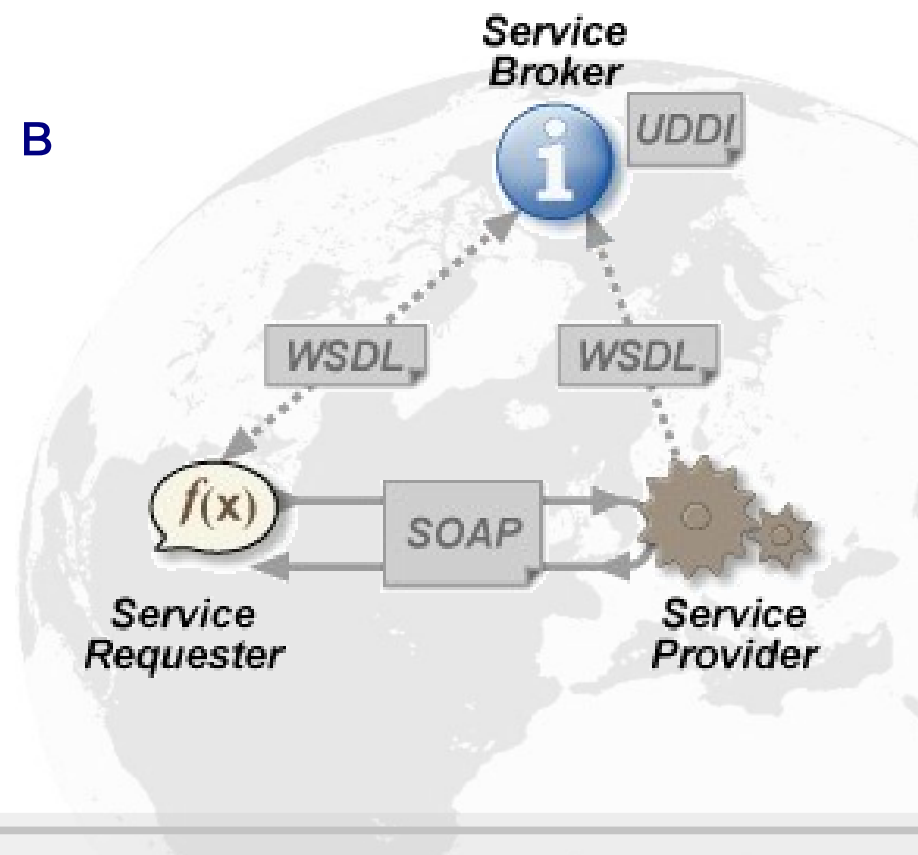 Service
Broker
B
UDDI
i
WSDL
WSDL
f(x)
SOAP
Service
Requester
Service
Provider